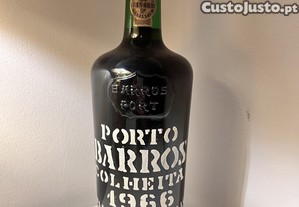 CustoJusto.pt
BARROS
PORT
PORTO
BARROS
COLHEITA
1966